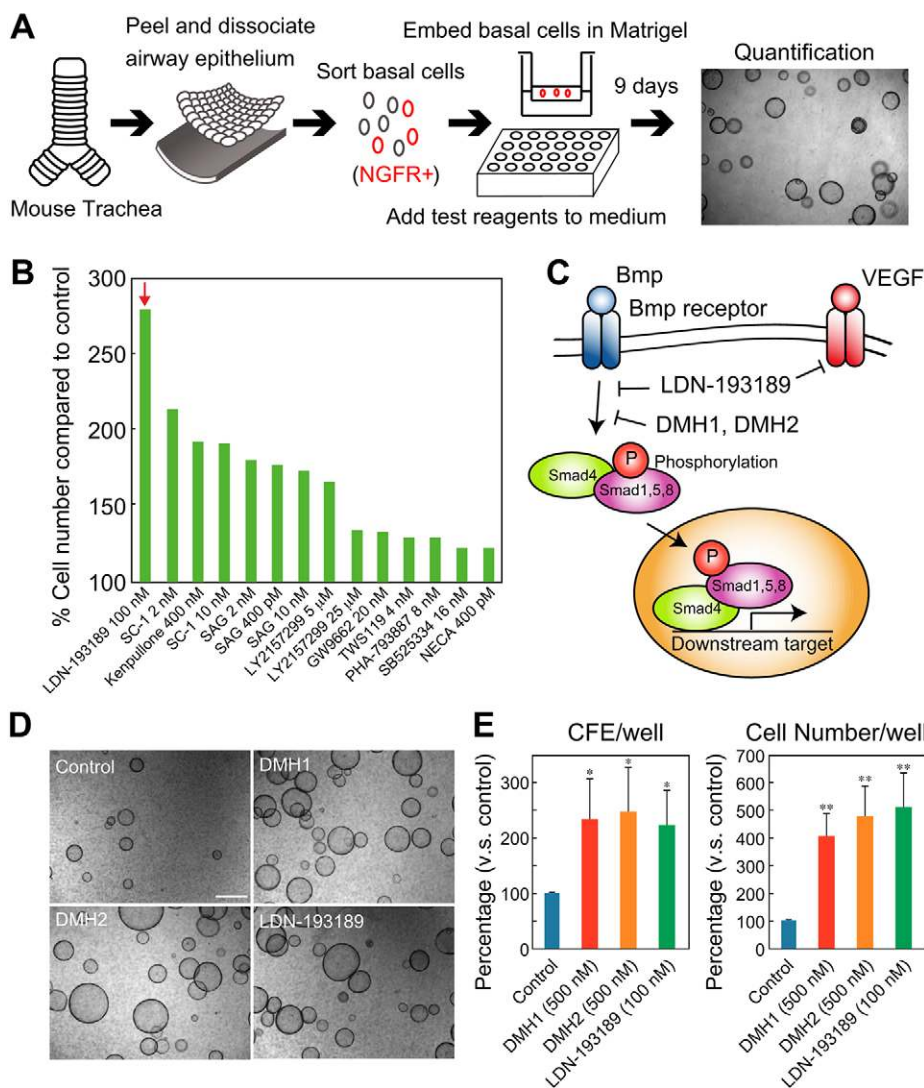 A
Peel and dissociate
airway epithelium
Sort basal cells
(NGFR+)
Embed basal cells in Matrigel
9 days
Quantification
Mouse Trachea
Add test reagents to medium
B
% Cell number compared to control
300
250
200
150
100
LDN-193189 100 nM
SC-1 2 nM
Kenpullone 400 nM
SC-1 10 nM
SAG 2 nM
SAG 400 pM
SAG 10 nM
LY2157299 5 μM
LY2157299 25 μM
GW9662 20 nM
TWS119 4 nM
PHA-793887 8 nM
SB525334 16 nM
NECA 400 pM
C
Bmp
VEGF
Bmp receptor
LDN-193189
DMH1, DMH2
P
Phosphorylation
Smad4
Smad1,5,8
P
Smad1,5,8
Smad4
Downstream target
D
Control
DMH1
DMH2
LDN-193189
E
CFE/well
Percentage (v.s. control)
300
200
100
0
*
*
*
Control
DMH1 (500 nM)
DMH2 (500 nM)
LDN-193189 (100 nM)
Cell Number/well
Percentage (v.s. control)
700
600
500
400
300
200
100
0
**
**
**
Control
DMH1 (500 nM)
DMH2 (500 nM)
LDN-193189 (100 nM)